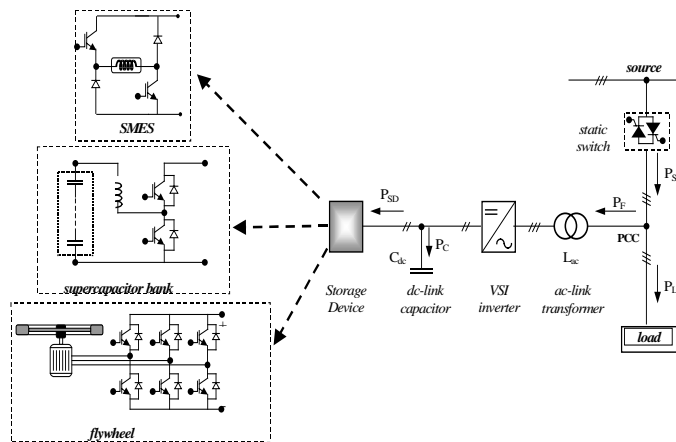 SMES
supercapacitor bank
+
-
flywheel
P_SD
Storage
Device
C_dc
P_C
dc-link
capacitor
VSI
inverter
P_F
L_ac
ac-link
transformer
source
static
switch
P_S
PCC
P_L
load